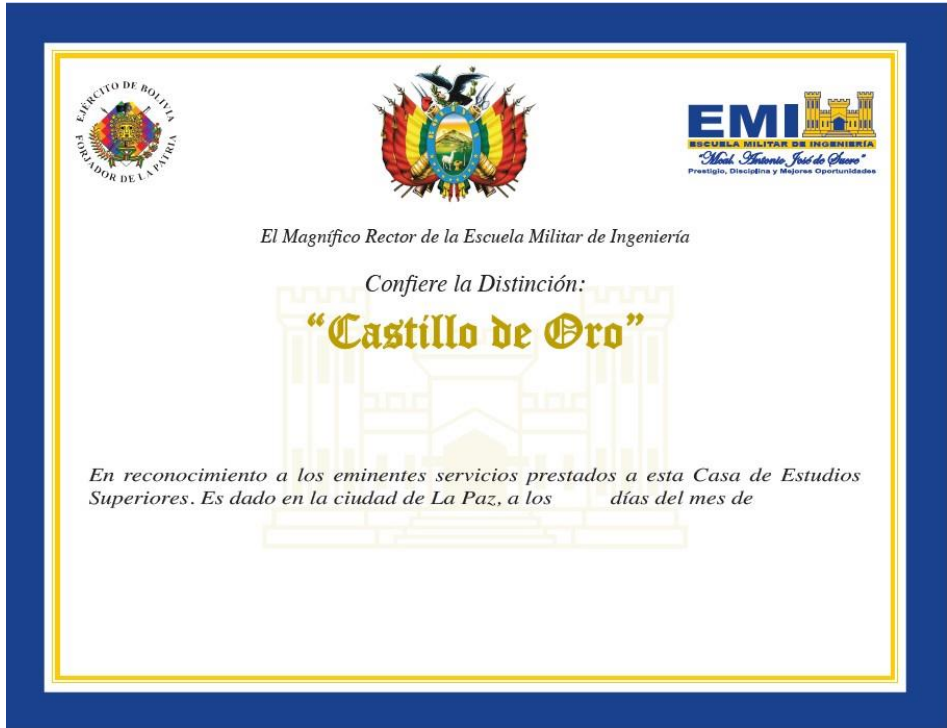 EJÉRCITO DE BOLIVIA
FORJADOR DE LA PATRIA
EMI
ESCUELA MILITAR DE INGENIERÍA
"Mcal. Antonio José de Sucre"
Prestigio, Disciplina y Mejores Oportunidades
El Magnífico Rector de la Escuela Militar de Ingeniería
Confiere la Distinción:
“Castillo de Oro”
En reconocimiento a los eminentes servicios prestados a esta Casa de Estudios
Superiores. Es dado en la ciudad de La Paz, a los días del mes de